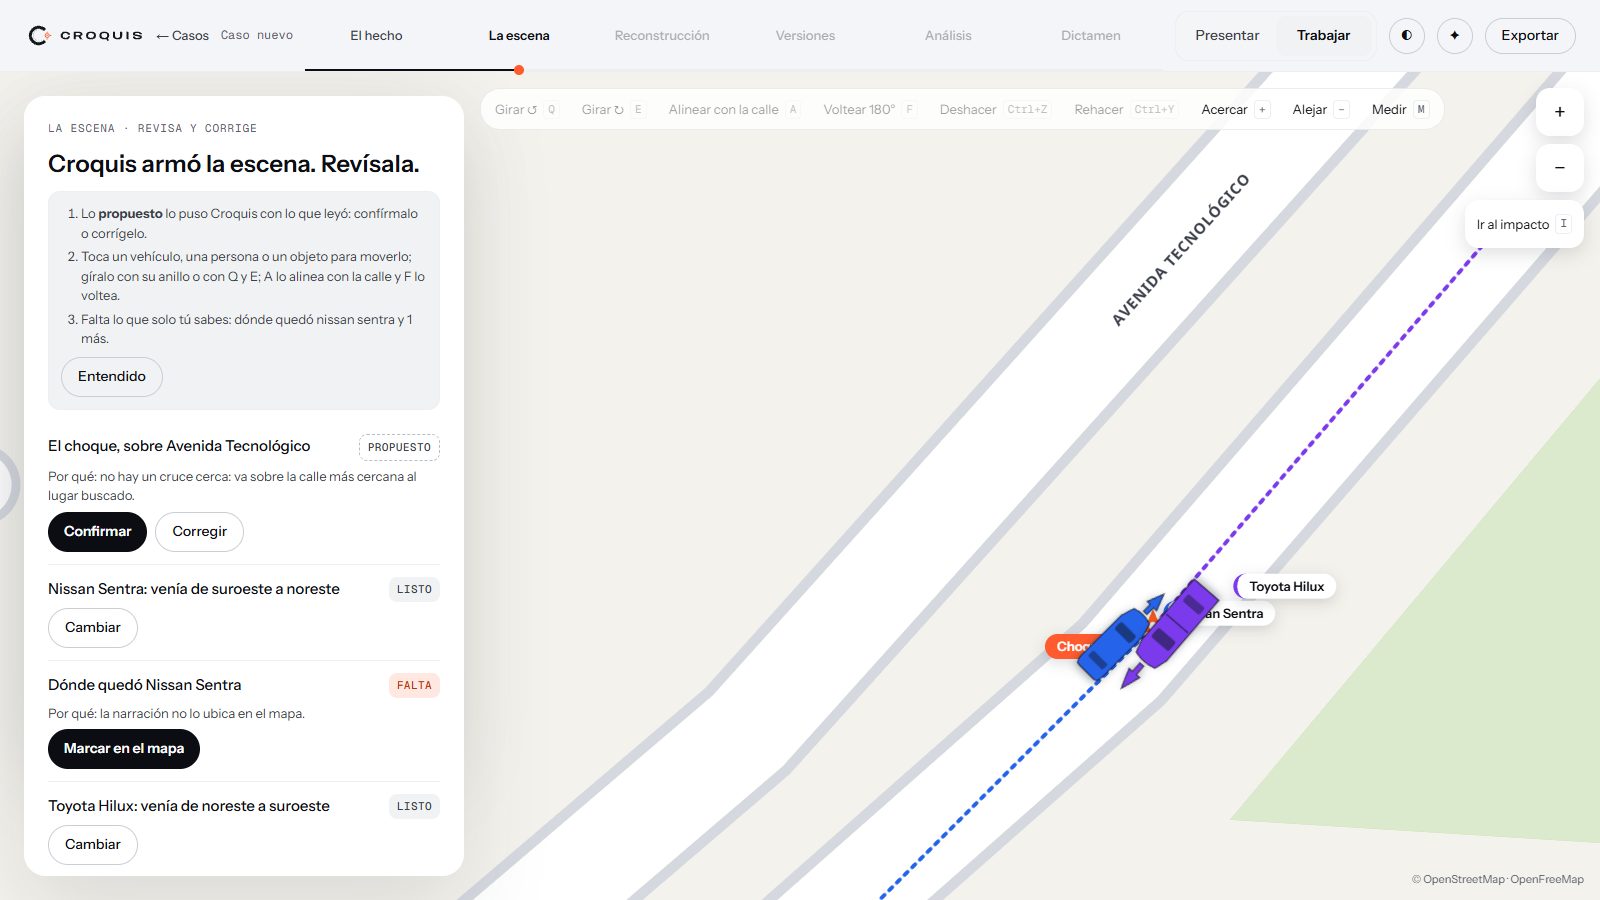 CROQUIS
← Casos
Caso nuevo
El hecho
La escena
Reconstrucción
Versiones
Análisis
Dictamen
Presentar
Trabajar
Exportar
Girar ↺ Q
Girar ↻ E
Alinear con la calle A
Voltear 180° F
Deshacer Ctrl+Z
Rehacer Ctrl+Y
Acercar +
Alejar −
Medir M
LA ESCENA · REVISA Y CORRIGE
Croquis armó la escena. Revísala.
1. Lo propuesto lo puso Croquis con lo que leyó: confírmalo
o corrígelo.
2. Toca un vehículo, una persona o un objeto para moverlo;
gíralo con su anillo o con Q y E; A lo alinea con la calle y F lo
voltea.
3. Falta lo que solo tú sabes: dónde quedó nissan sentra y 1
más.
Entendido
El choque, sobre Avenida Tecnológico
PROPUESTO
Por qué: no hay un cruce cerca: va sobre la calle más cercana al
lugar buscado.
Confirmar
Corregir
Nissan Sentra: venía de suroeste a noreste
LISTO
Cambiar
Dónde quedó Nissan Sentra
FALTA
Por qué: la narración no lo ubica en el mapa.
Marcar en el mapa
Toyota Hilux: venía de noreste a suroeste
LISTO
Cambiar
+
−
Ir al impacto I
AVENIDA TECNOLÓGICO
Toyota Hilux
Sentra
© OpenStreetMap · OpenFreeMap